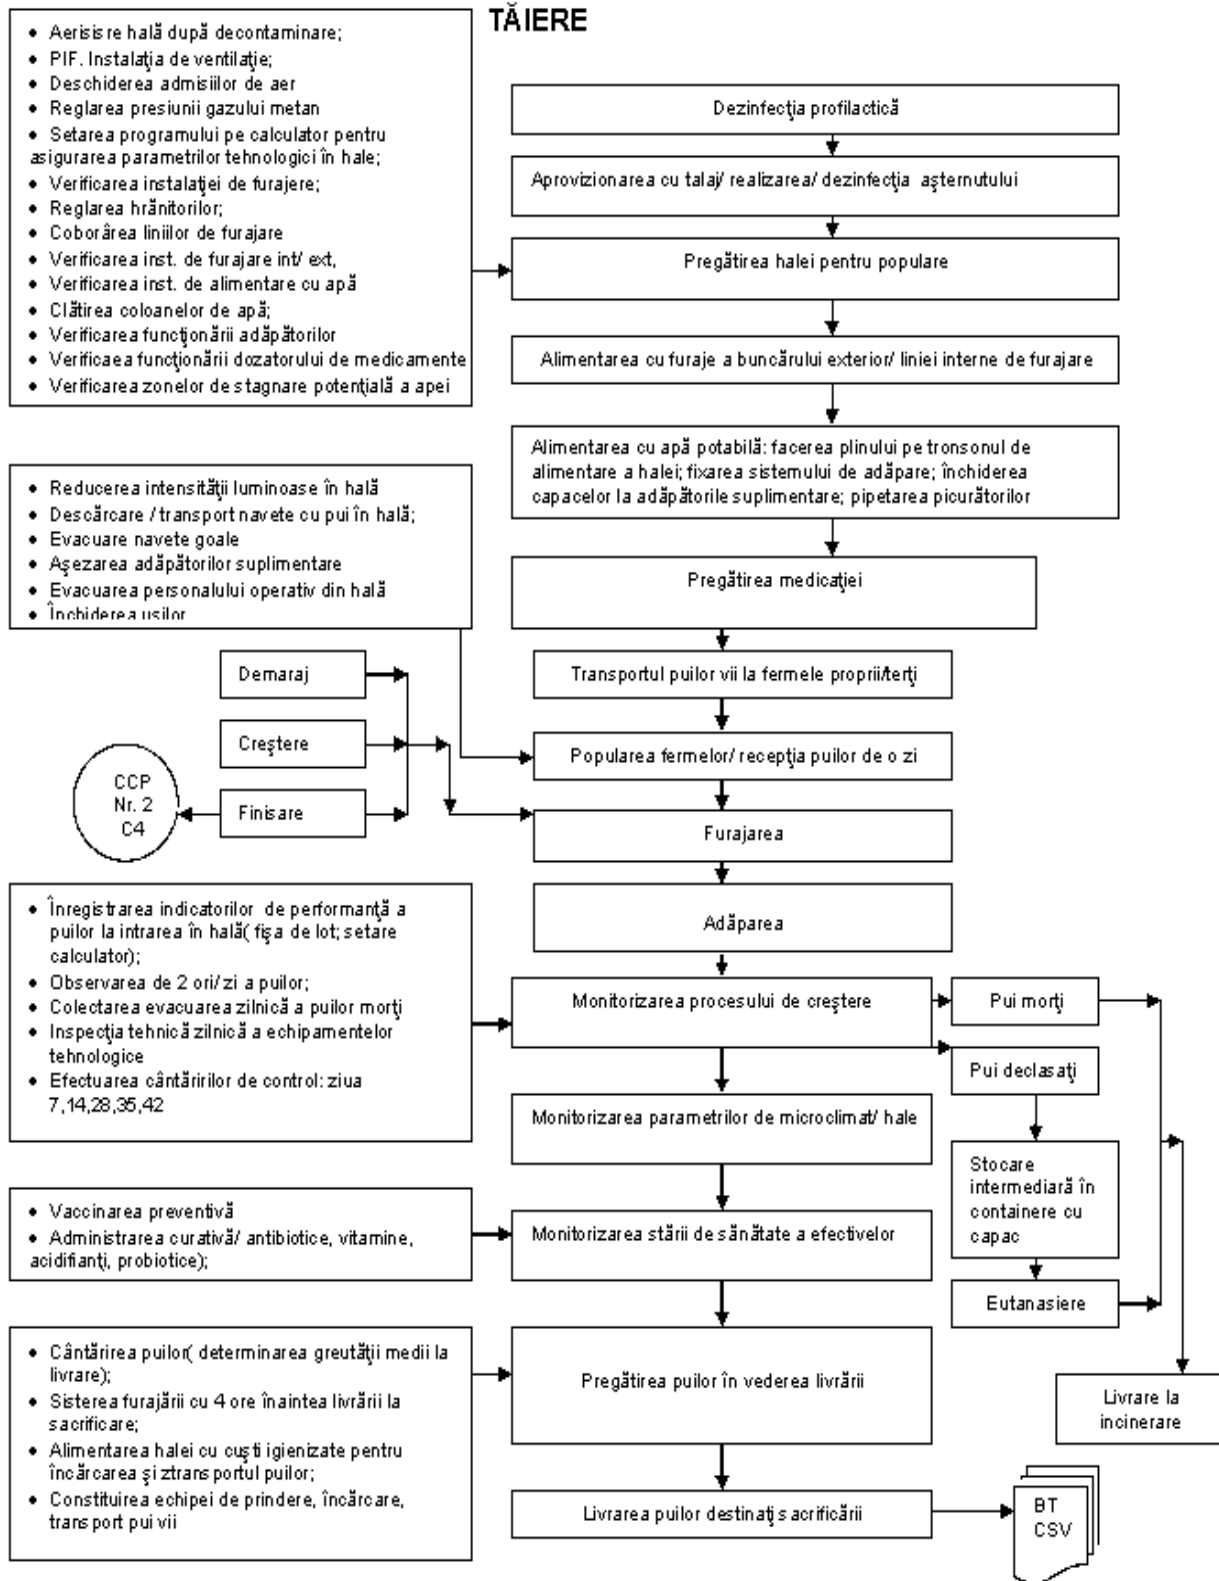 TĂIERE
• Aerisisre hală după decontaminare;
• PIF. Instalaţia de ventilaţie;
• Deschiderea admisiilor de aer
• Reglarea presiunii gazului metan
• Setarea programului pe calculator pentru
asigurarea parametrilor tehnologici în hale;
• Verificarea instalaţiei de furajere;
• Reglarea hrănitorilor;
• Coborârea liniilor de furajare
• Verificarea inst. de furajare int/ ext,
• Verificarea inst. de alimentare cu apă
• Clătirea coloanelor de apă;
• Verificarea funcţionării adăpătorilor
• Verificaea funcţionării dozatorului de medicamente
• Verificarea zonelor de stagnare potenţială a apei
Dezinfecţia profilactică
Aprovizionarea cu talaj/ realizarea/ dezinfecţia aşternutului
Pregătirea halei pentru populare
Alimentarea cu furaje a buncărului exterior/ liniei interne de furajare
Alimentarea cu apă potabilă: facerea plinului pe tronsonul de
alimentare a halei; fixarea sistemului de adăpare; închiderea
capacelor la adăpătorile suplimentare; pipetarea picurătorilor
• Reducerea intensităţii luminoase în hală
• Descărcare / transport navete cu pui în hală;
• Evacuare navete goale
• Aşezarea adăpătorilor suplimentare
• Evacuarea personalului operativ din hală
• Închiderea usilor
Pregătirea medicaţiei
Transportul puilor vii la fermele proprii/terţi
Demaraj
Creştere
Finisare
CCP
Nr. 2
C4
Popularea fermelor/ recepţia puilor de o zi
Furajarea
Adăparea
• Înregistrarea indicatorilor de performanţă a
puilor la intrarea în hală( fişa de lot; setare
calculator);
• Observarea de 2 ori/ zi a puilor;
• Colectarea evacuarea zilnică a puilor morţi
• Inspecţia tehnică zilnică a echipamentelor
tehnologice
• Efectuarea cântăririlor de control: ziua
7,14,28,35,42
Monitorizarea procesului de creştere
Pui morţi
Pui declasaţi
Monitorizarea parametrilor de microclimat/ hale
Stocare
intermediară în
containere cu
capac
• Vaccinarea preventivă
• Administrarea curativă/ antibiotice, vitamine,
acidifianţi, probiotice);
Monitorizarea stării de sănătate a efectivelor
Eutanasiere
• Cântărirea puilor( determinarea greutăţii medii la
livrare);
• Sisterea furajării cu 4 ore înaintea livrării la
sacrificare;
• Alimentarea halei cu cuşti igienizate pentru
încărcarea şi ztransportul puilor;
• Constituirea echipei de prindere, încărcare,
transport pui vii
Pregătirea puilor în vederea livrării
Livrare la
incinerare
Livrarea puilor destinaţi sacrificării
BT
CSV